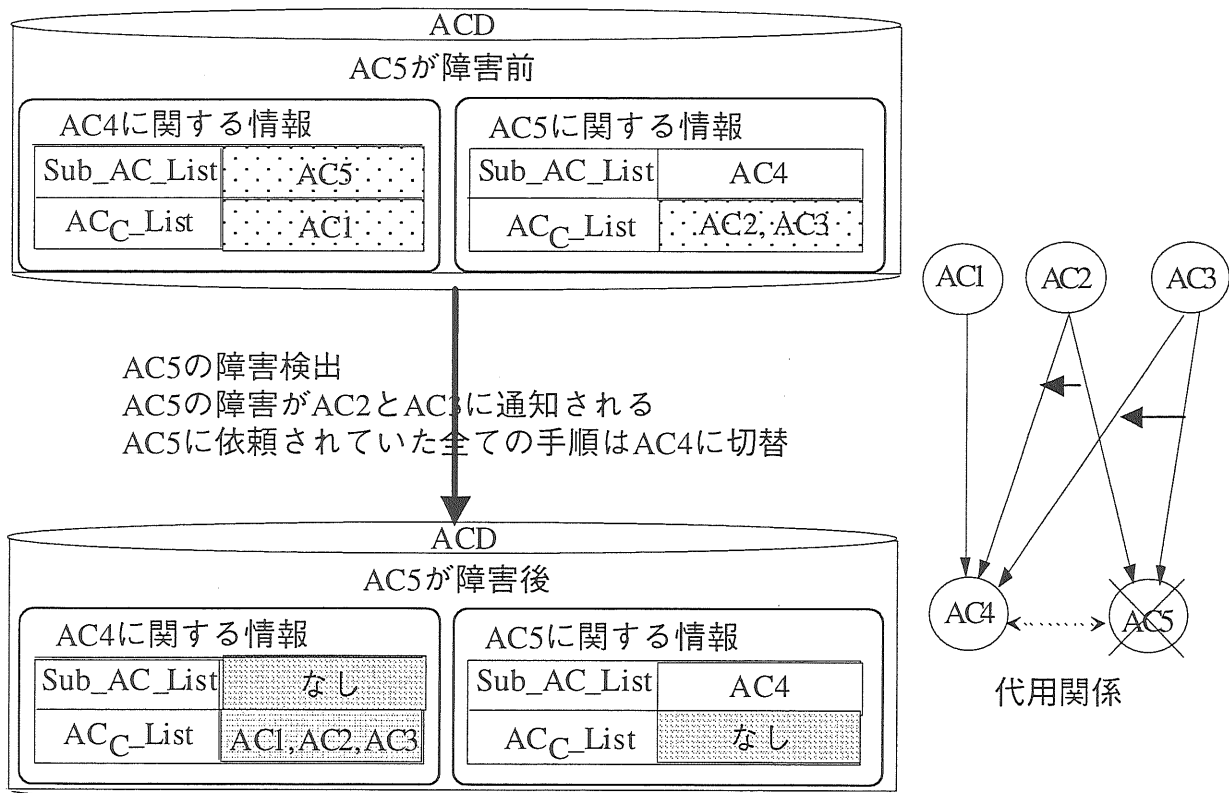 ACD
AC5が障害前
AC4に関する情報
Sub_AC_List AC5
ACC_List AC1
AC5に関する情報
Sub_AC_List AC4
ACC_List AC2, AC3
AC5の障害検出
AC5の障害がAC2とAC3に通知される
AC5に依頼されていた全ての手順はAC4に切替
ACD
AC5が障害後
AC4に関する情報
Sub_AC_List なし
ACC_List AC1,AC2,AC3
AC5に関する情報
Sub_AC_List AC4
ACC_List なし
AC1 AC2 AC3
AC4 AC5
代用関係